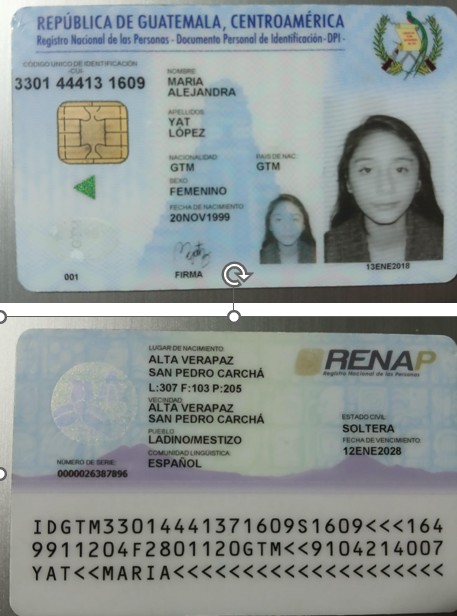 REPÚBLICA DE GUATEMALA, CENTROAMÉRICA
Registro Nacional de las Personas - Documento Personal de Identificación -DPI-
CÓDIGO UNICO DE IDENTIFICACIÓN
-CUI-
3301 44413 1609
NOMBRE:
MARIA
ALEJANDRA
APELLIDOS:
YAT
LÓPEZ
NACIONALIDAD PAIS DE NAC:
GTM GTM
SEXO:
FEMENINO
FECHA DE NACIMIENTO:
20NOV1999
001 FIRMA 13ENE2018
LUGAR DE NACIMIENTO:
ALTA VERAPAZ
SAN PEDRO CARCHÁ
L:307 F:103 P:205
VECINDAD:
ALTA VERAPAZ
SAN PEDRO CARCHÁ
PUEBLO:
LADINO/MESTIZO
COMUNIDAD LINGÜISTICA:
ESPAÑOL
NÚMERO DE SERIE:
0000026387896
RENAP
Registro Nacional de las Personas
ESTADO CIVIL:
SOLTERA
FECHA DE VENCIMIENTO:
12ENE2028
IDGTM33014441371609S1609<<<164
9911204F2801120GTM<<9104214007
YAT<<MARIA<<<<<<<<<<<<<<<<<<<<